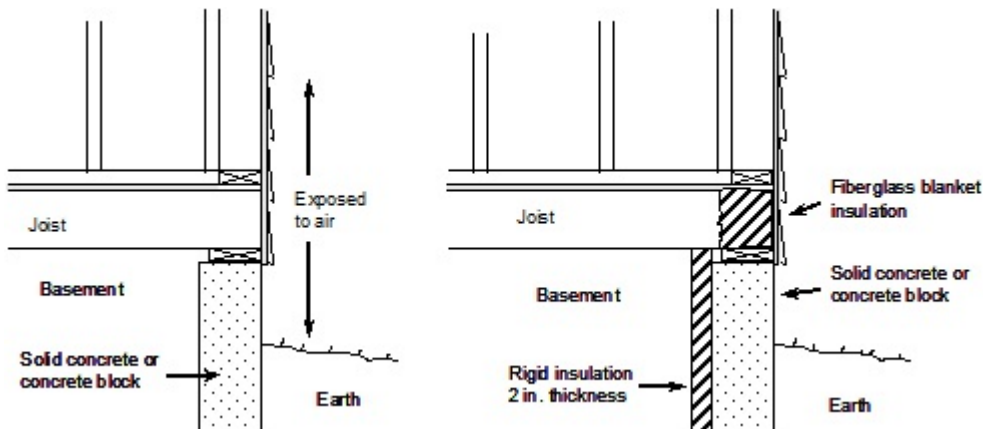 Exposed
to air
Joist
Basement
Solid concrete or
concrete block
Earth
Fiberglass blanket
insulation
Joist
Solid concrete or
concrete block
Basement
Rigid insulation
2 in. thickness
Earth